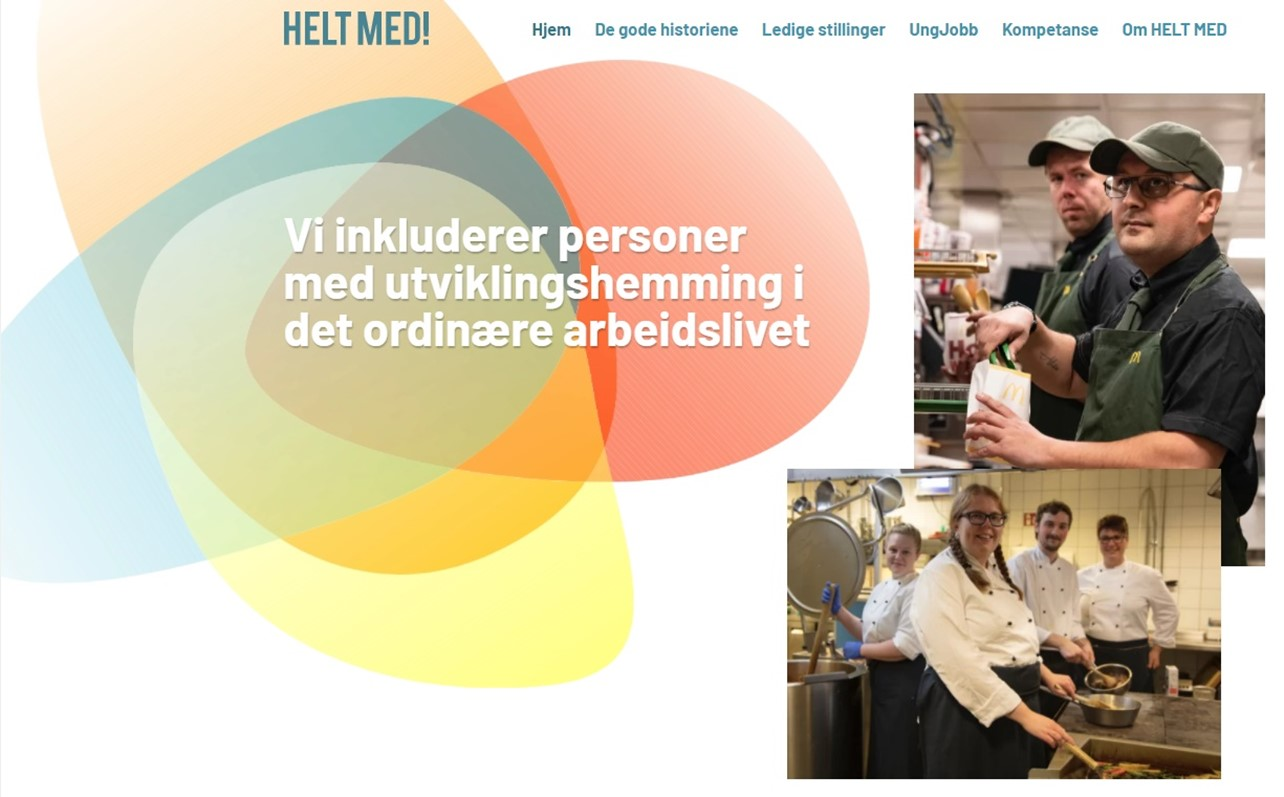 HELT MED!
Hjem De gode historiene Ledige stillinger UngJobb Kompetanse Om HELT MED
Vi inkluderer personer
med utviklingshemming i
det ordinære arbeidslivet